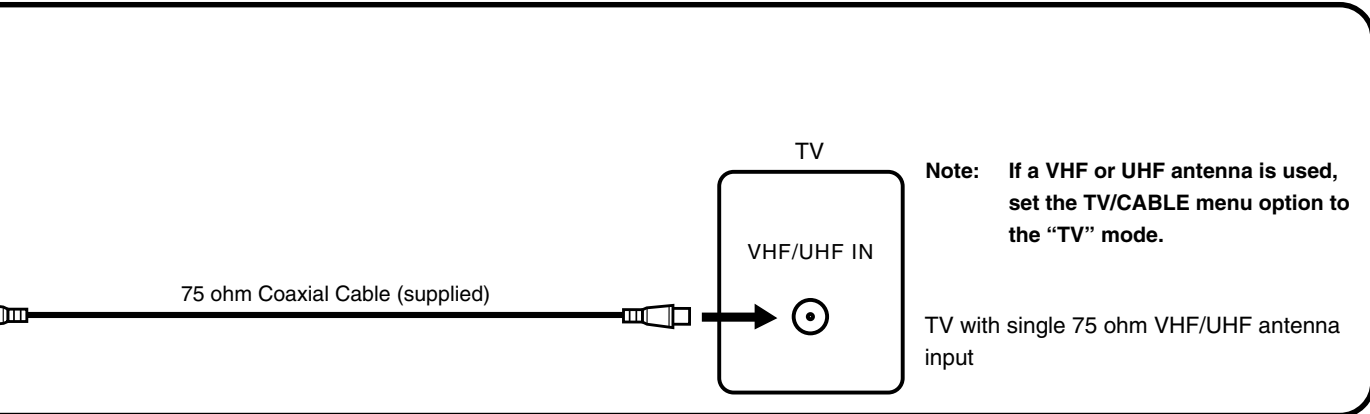 TV
Note: If a VHF or UHF antenna is used,
set the TV/CABLE menu option to
the “TV” mode.
VHF/UHF IN
75 ohm Coaxial Cable (supplied)
TV with single 75 ohm VHF/UHF antenna
input